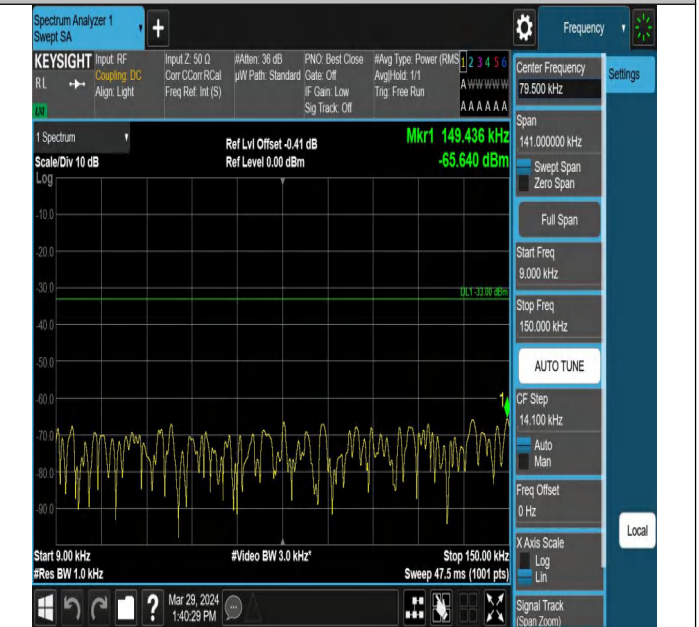 Spectrum Analyzer 1
Swept SA
+
Frequency
KEYSIGHT
RL
LXI
Input: RF
Coupling: DC
Align: Light
Input Z: 50 Ω
Corr CCorr RCal
Freq Ref: Int (S)
#Atten: 36 dB
µW Path: Standard
PNO: Best Close
Gate: Off
IF Gain: Low
Sig Track: Off
#Avg Type: Power (RMS
Avg|Hold: 1/1
Trig: Free Run
1 2 3 4 5 6
A W W W W W
A A A A A A
1 Spectrum
Scale/Div 10 dB
Log
Ref Lvl Offset -0.41 dB
Ref Level 0.00 dBm
Mkr1 149.436 kHz
-65.640 dBm
-10.0
-20.0
-30.0
DL1 -33.00 dBm
-40.0
-50.0
-60.0
1
-70.0
-80.0
-90.0
Start 9.00 kHz
#Res BW 1.0 kHz
#Video BW 3.0 kHz*
Stop 150.00 kHz
Sweep 47.5 ms (1001 pts)
?
Mar 29, 2024
1:40:29 PM
Center Frequency
79.500 kHz
Settings
Span
141.000000 kHz
Swept Span
Zero Span
Full Span
Start Freq
9.000 kHz
Stop Freq
150.000 kHz
AUTO TUNE
CF Step
14.100 kHz
Auto
Man
Freq Offset
0 Hz
X Axis Scale
Log
Lin
Local
Signal Track
(Span Zoom)